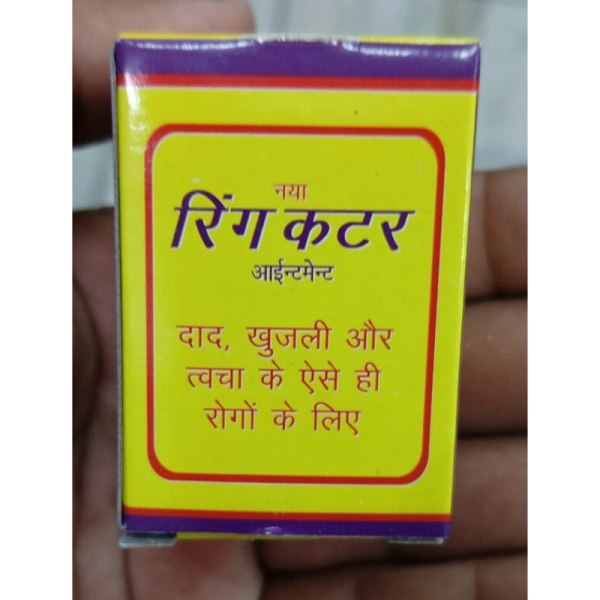 नया
रिंग कटर
आईन्टमेन्ट
दाद, खुजली और
त्वचा के ऐसे ही
रोगों के लिए